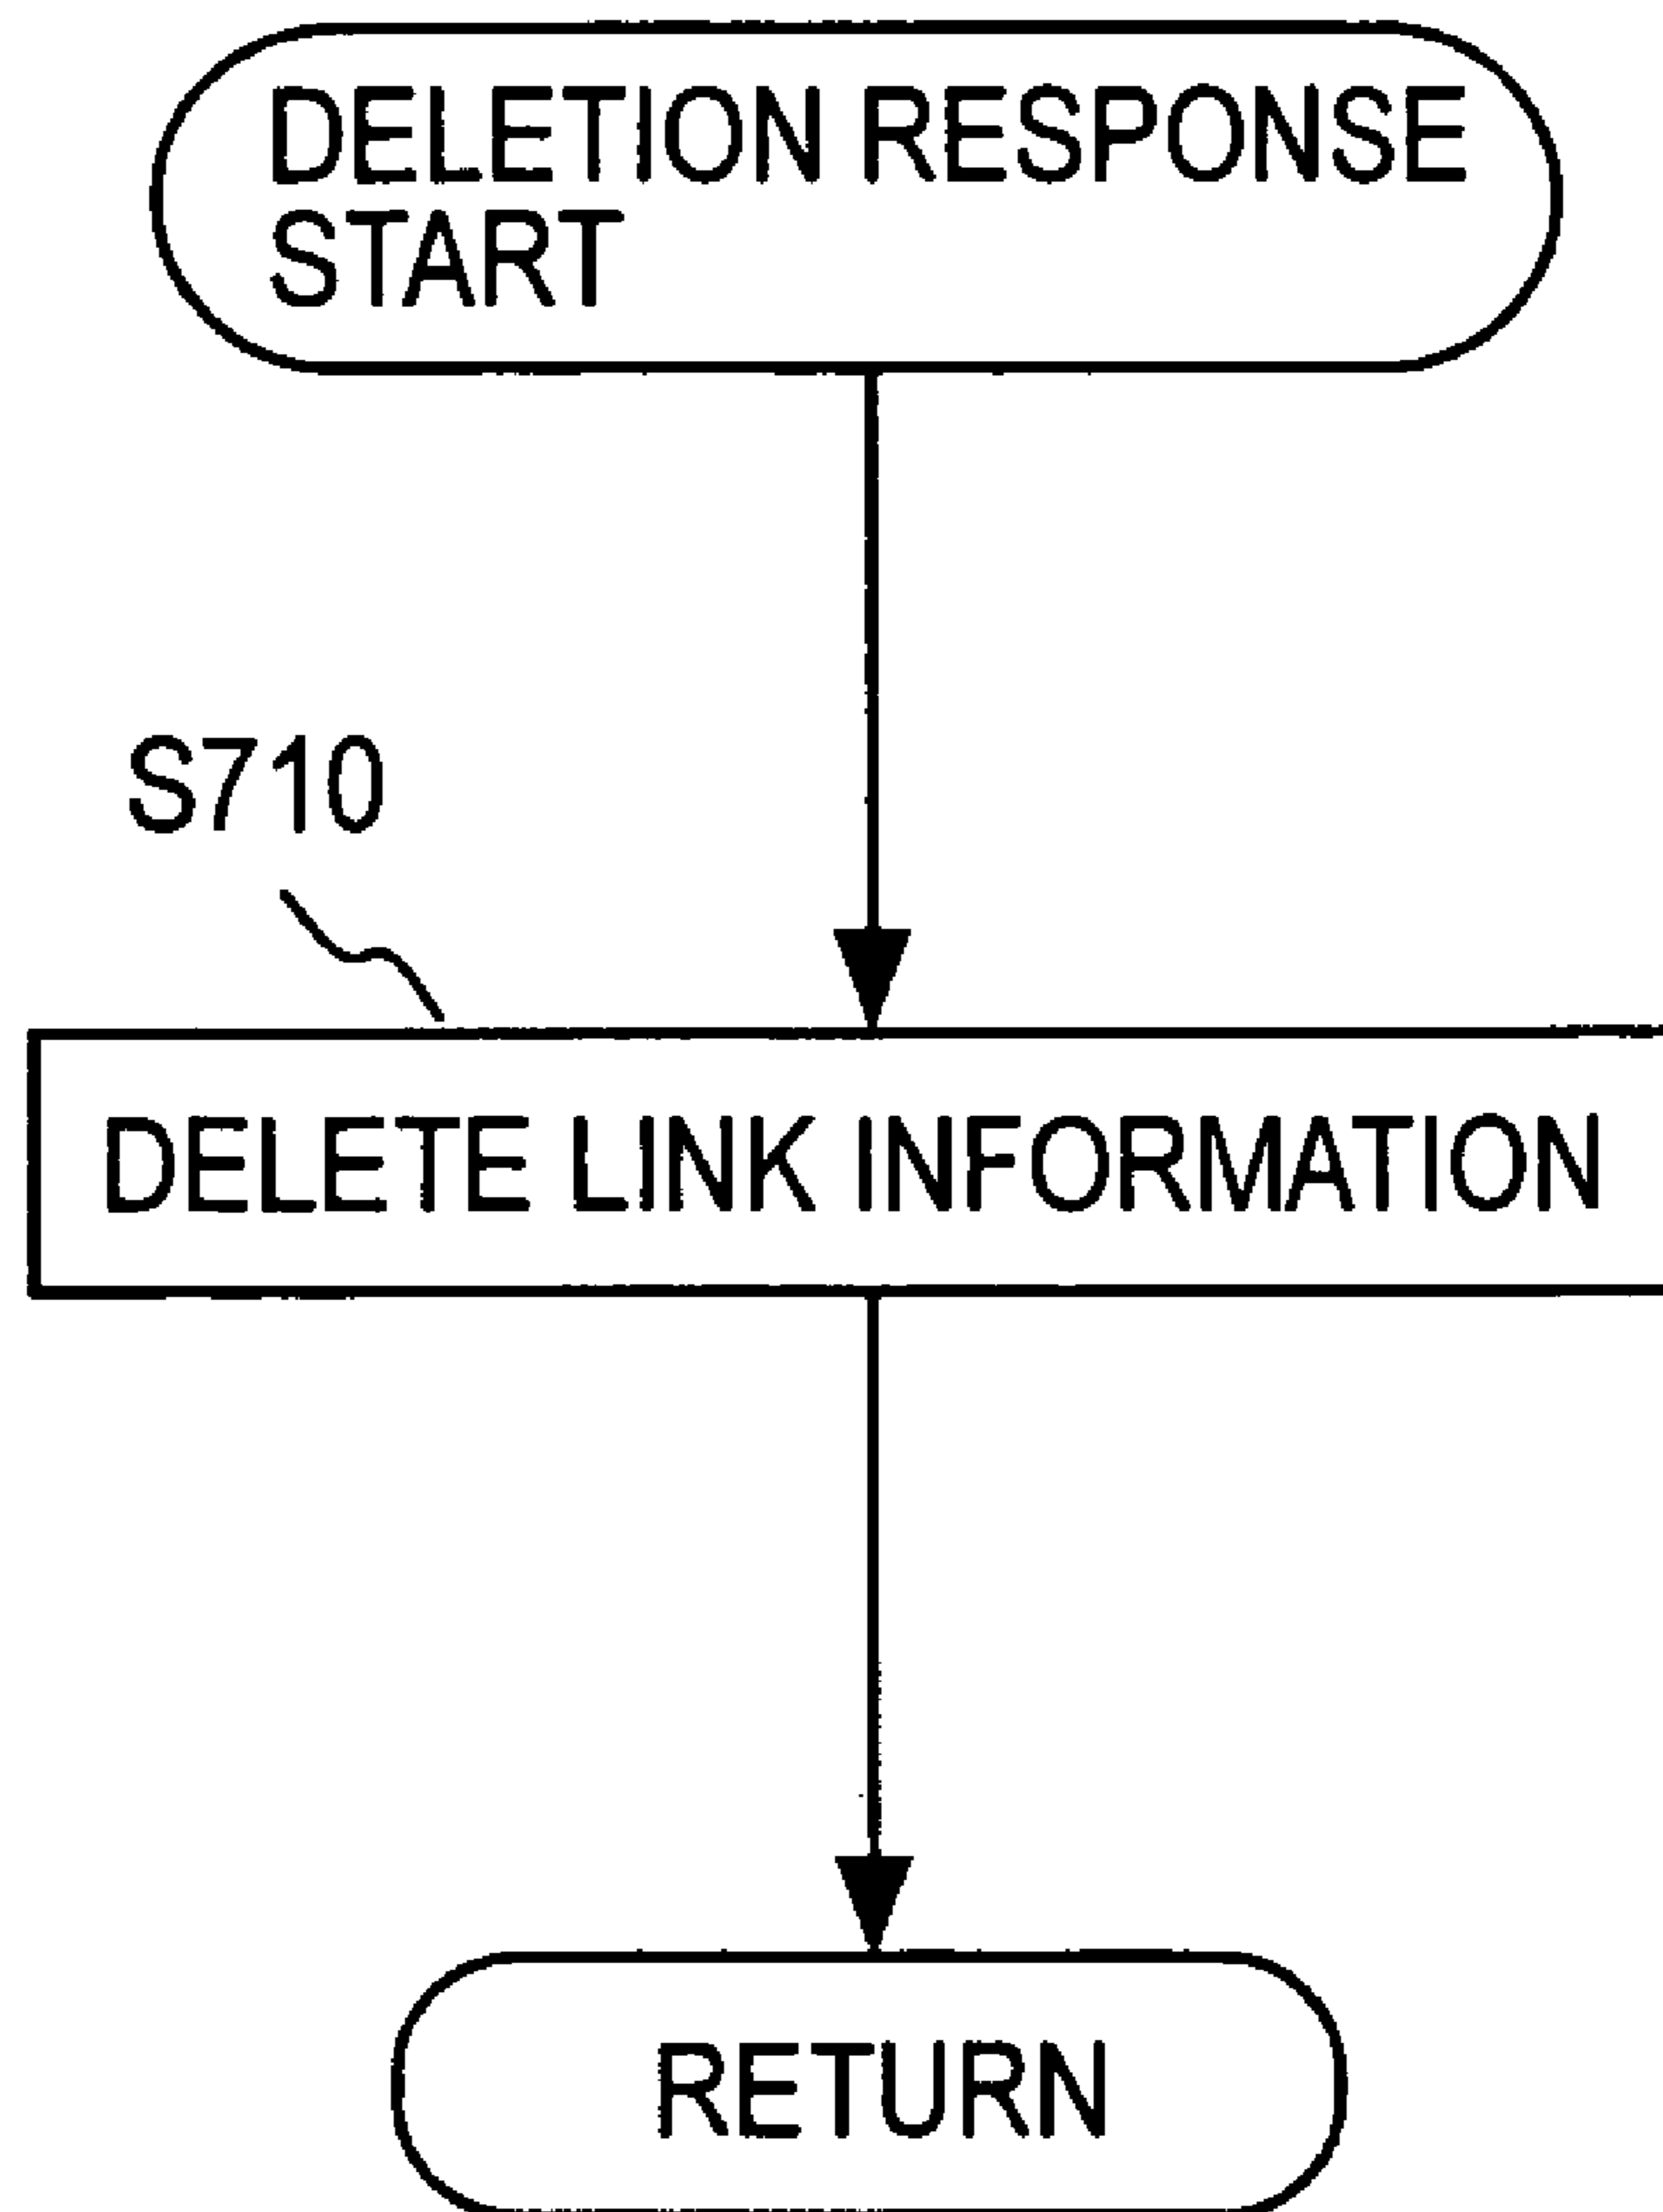 DELETION RESPONSE
START
S710
DELETE LINK INFORMATION
RETURN